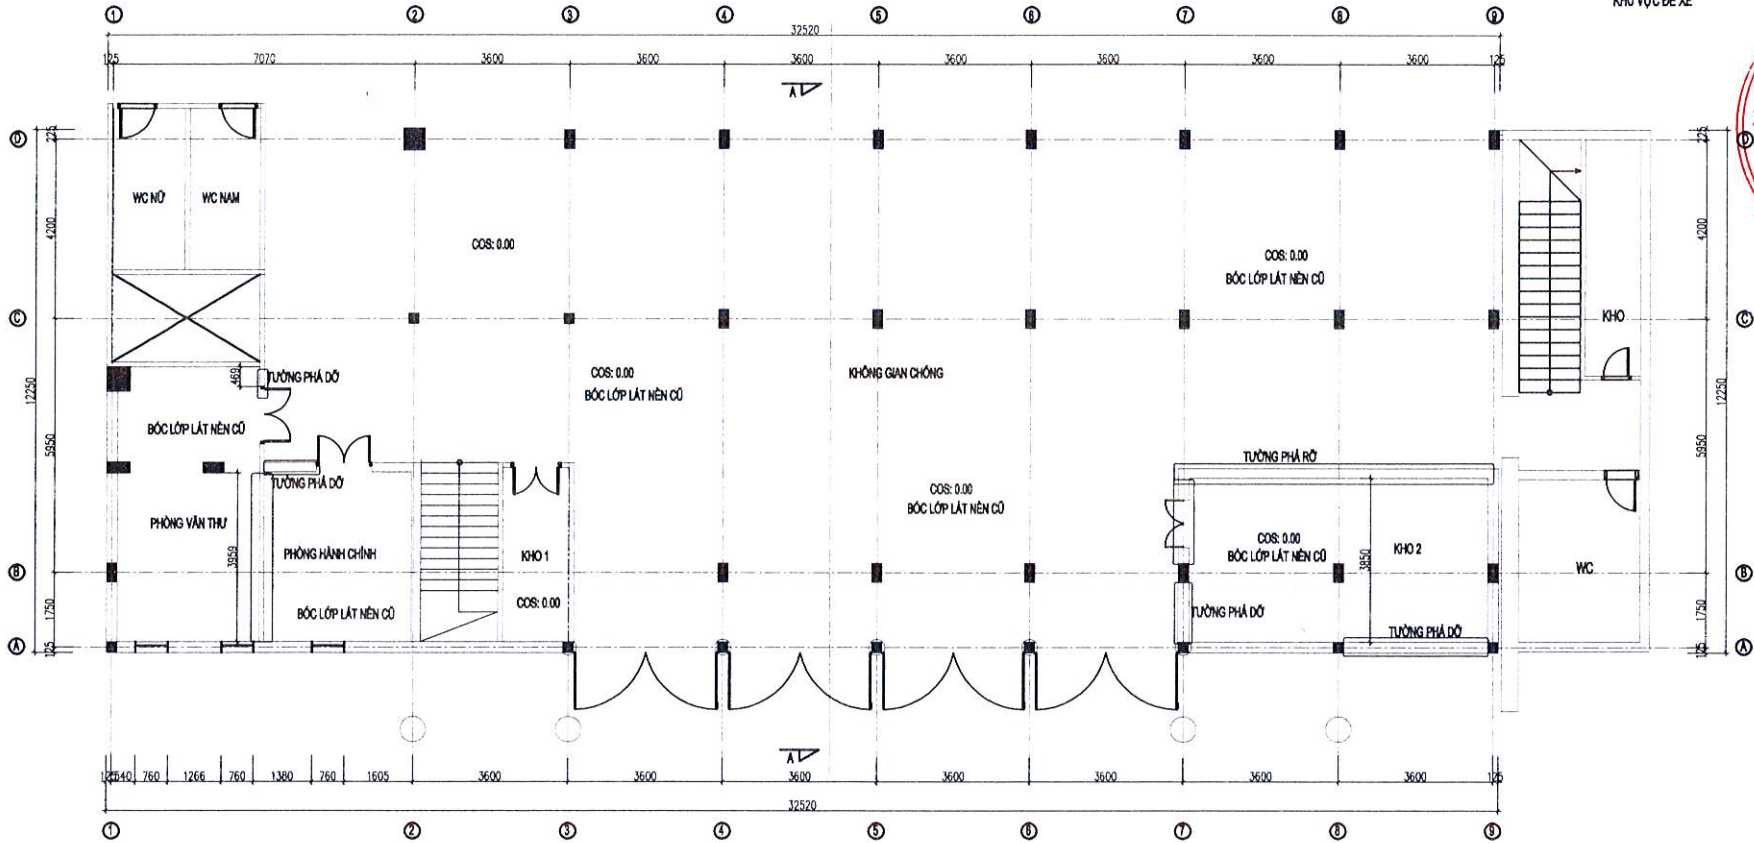 KHU VỰC ĐỂ XE
1 2 3 4 5 6 7 8 9
32520
125 7070 3600 3600 3600 3600 3600 3600 3600 125
A
D 225 225 D
WC NỮ WC NAM
4200 4200
COS: 0.00
COS: 0.00
BÓC LỚP LÁT NỀN CŨ
C KHO C
469 TƯỜNG PHÁ DỠ
COS: 0.00
BÓC LỚP LÁT NỀN CŨ
KHÔNG GIAN CHỐNG
12250 12250
BÓC LỚP LÁT NỀN CŨ
5950 5950
TƯỜNG PHÁ RỠ
TƯỜNG PHÁ DỠ
COS: 0.00
BÓC LỚP LÁT NỀN CŨ
PHÒNG VĂN THƯ
3959
PHÒNG HÀNH CHÍNH
KHO 1
COS: 0.00
BÓC LỚP LÁT NỀN CŨ
3850
KHO 2
B WC B
BÓC LỚP LÁT NỀN CŨ
COS: 0.00
1750 1750
TƯỜNG PHÁ DỠ
TƯỜNG PHÁ DỠ
A 125 125 A
A
125 540 760 1266 760 1380 760 1605 3600 3600 3600 3600 3600 3600 3600 125
32520
1 2 3 4 5 6 7 8 9